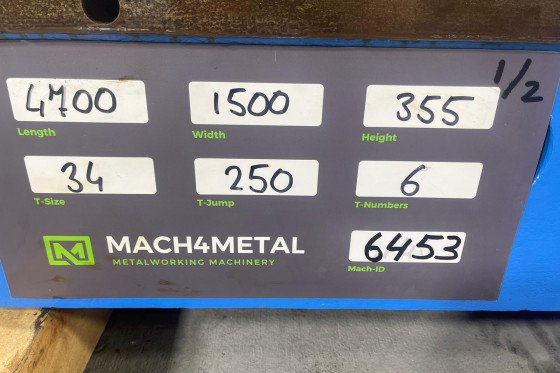 1/2
4700 1500 355
Length Width Height
34 250 6
T-Size T-Jump T-Numbers
MACH4METAL
METALWORKING MACHINERY
6453
Mach-ID